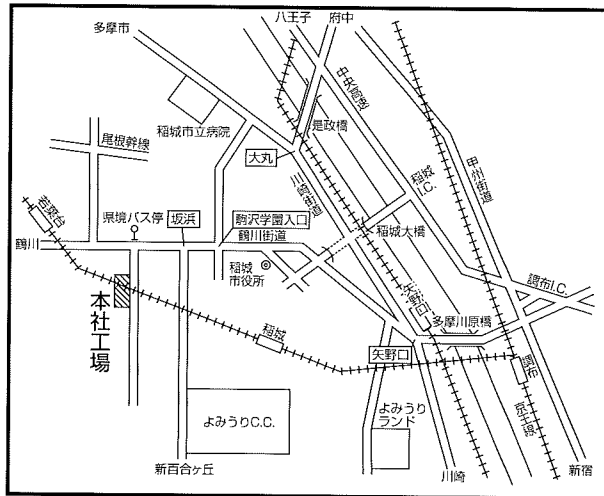 八王子
府中
多摩市
中央高速
稲城市立病院
是政橋
尾根幹線
大丸
川崎街道
稲城I.C.
甲州街道
若葉台
県境バス停
坂浜
駒沢学園入口
鶴川
鶴川街道
稲城大橋
稲城市役所
矢野口
調布I.C.
多摩川原橋
本社工場
稲城
矢野口
調布
よみうりC.C.
よみうりランド
京王線
新百合ヶ丘
川崎
新宿